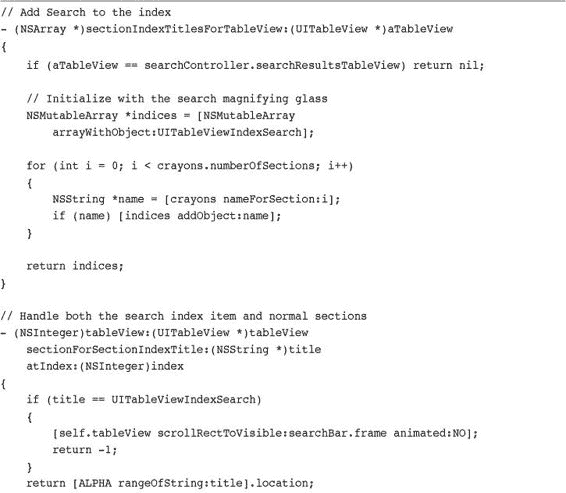 // Add Search to the index
- (NSArray *)sectionIndexTitlesForTableView:(UITableView *)aTableView
{
    if (aTableView == searchController.searchResultsTableView) return nil;

    // Initialize with the search magnifying glass
    NSMutableArray *indices = [NSMutableArray
        arrayWithObject:UITableViewIndexSearch];

    for (int i = 0; i < crayons.numberOfSections; i++)
    {
        NSString *name = [crayons nameForSection:i];
        if (name) [indices addObject:name];
    }

    return indices;
}

// Handle both the search index item and normal sections
- (NSInteger)tableView:(UITableView *)tableView
    sectionForSectionIndexTitle:(NSString *)title
    atIndex:(NSInteger)index
{
    if (title == UITableViewIndexSearch)
    {
        [self.tableView scrollRectToVisible:searchBar.frame animated:NO];
        return -1;
    }
    return [ALPHA rangeOfString:title].location;